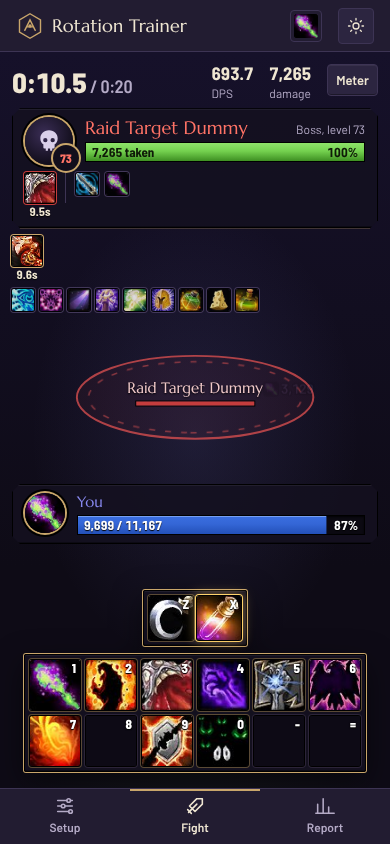 Rotation Trainer
0:10.5 / 0:20
693.7
DPS
7,265
damage
Meter
Raid Target Dummy
Boss, level 73
73
7,265 taken
100%
9.5s
9.6s
Raid Target Dummy
You
9,699 / 11,167
87%
Z
X
1
2
3
4
5
6
7
8
9
0
-
=
Setup
Fight
Report